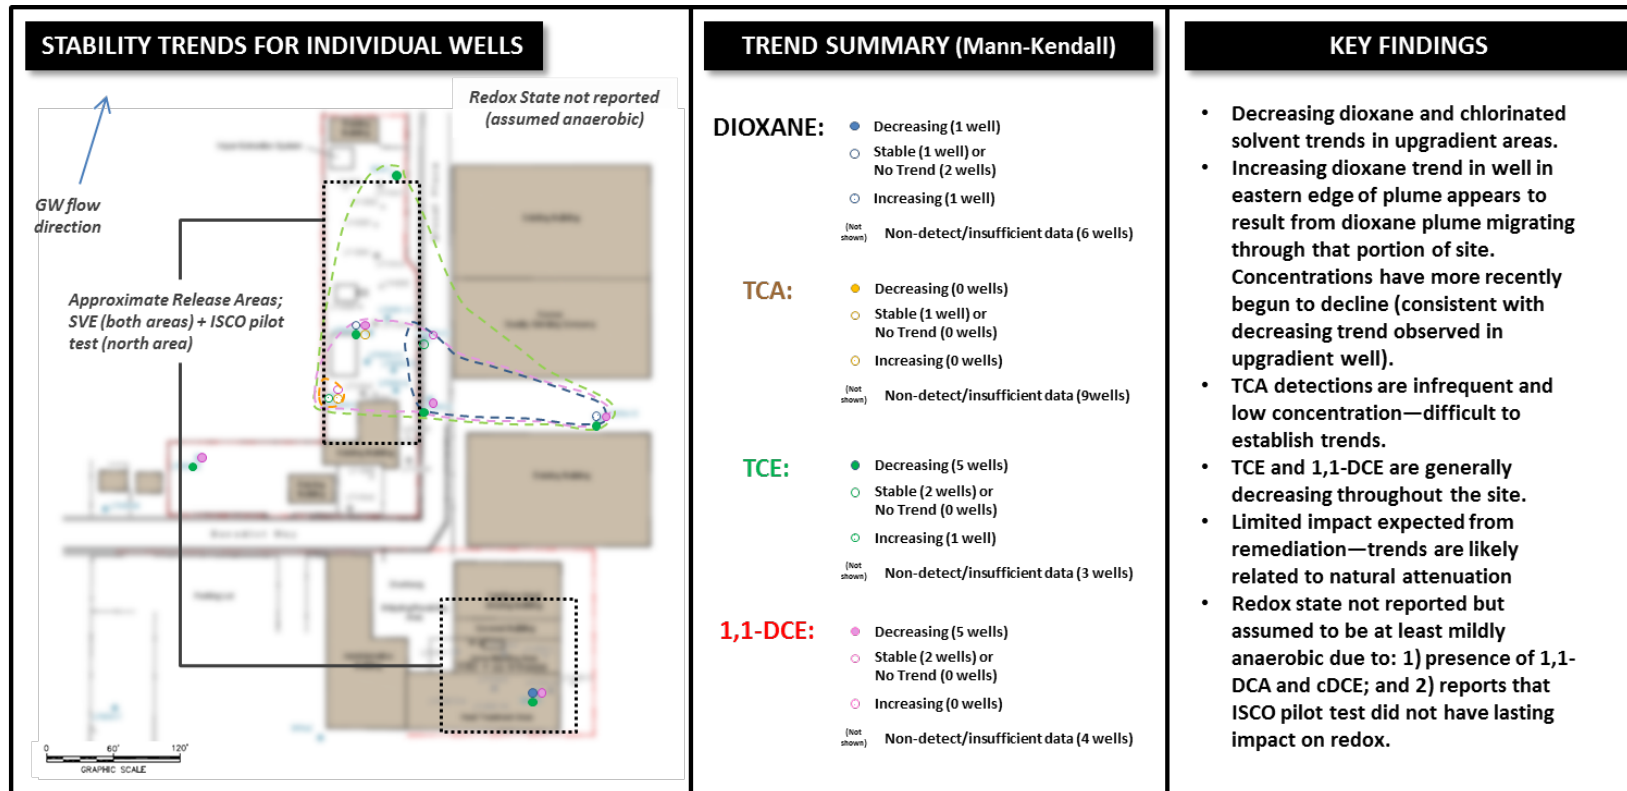 STABILITY TRENDS FOR INDIVIDUAL WELLS
Redox State not reported
(assumed anaerobic)
GW flow
direction
Approximate Release Areas;
SVE (both areas) + ISCO pilot
test (north area)
0 60' 120'
GRAPHIC SCALE
TREND SUMMARY (Mann-Kendall)
DIOXANE:
Decreasing (1 well)
Stable (1 well) or
No Trend (2 wells)
Increasing (1 well)
(Not
shown)
Non-detect/insufficient data (6 wells)
TCA:
Decreasing (0 wells)
Stable (1 well) or
No Trend (0 wells)
Increasing (0 wells)
(Not
shown)
Non-detect/insufficient data (9wells)
TCE:
Decreasing (5 wells)
Stable (2 wells) or
No Trend (0 wells)
Increasing (1 well)
(Not
shown)
Non-detect/insufficient data (3 wells)
1,1-DCE:
Decreasing (5 wells)
Stable (2 wells) or
No Trend (0 wells)
Increasing (0 wells)
(Not
shown)
Non-detect/insufficient data (4 wells)
KEY FINDINGS
• Decreasing dioxane and chlorinated
solvent trends in upgradient areas.
• Increasing dioxane trend in well in
eastern edge of plume appears to
result from dioxane plume migrating
through that portion of site.
Concentrations have more recently
begun to decline (consistent with
decreasing trend observed in
upgradient well).
• TCA detections are infrequent and
low concentration—difficult to
establish trends.
• TCE and 1,1-DCE are generally
decreasing throughout the site.
• Limited impact expected from
remediation—trends are likely
related to natural attenuation
• Redox state not reported but
assumed to be at least mildly
anaerobic due to: 1) presence of 1,1-
DCA and cDCE; and 2) reports that
ISCO pilot test did not have lasting
impact on redox.